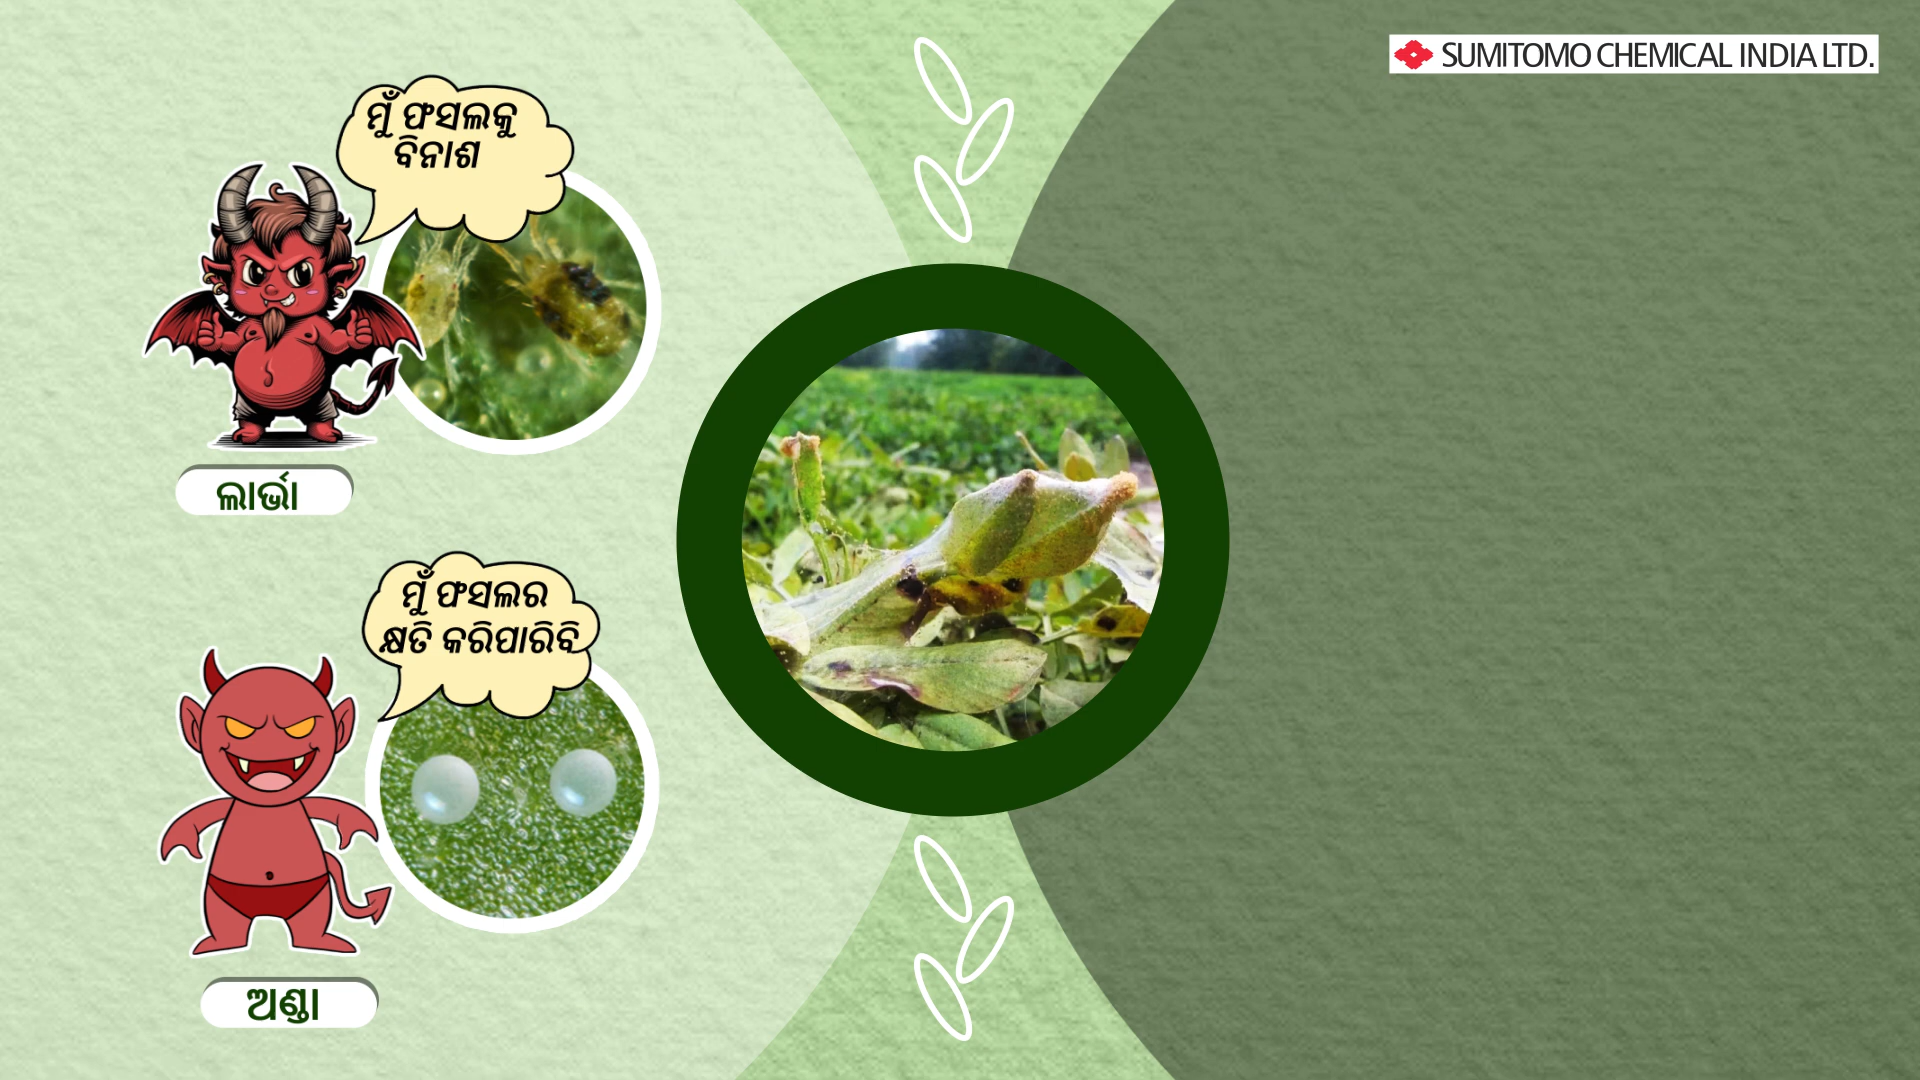 SUMITOMO CHEMICAL INDIA LTD.
ମୁଁ ଫସଲକୁ
ବିନାଶ
ଲାର୍ଭା
ମୁଁ ଫସଲର
କ୍ଷତି କରିପାରିବି
ଅଣ୍ଡା